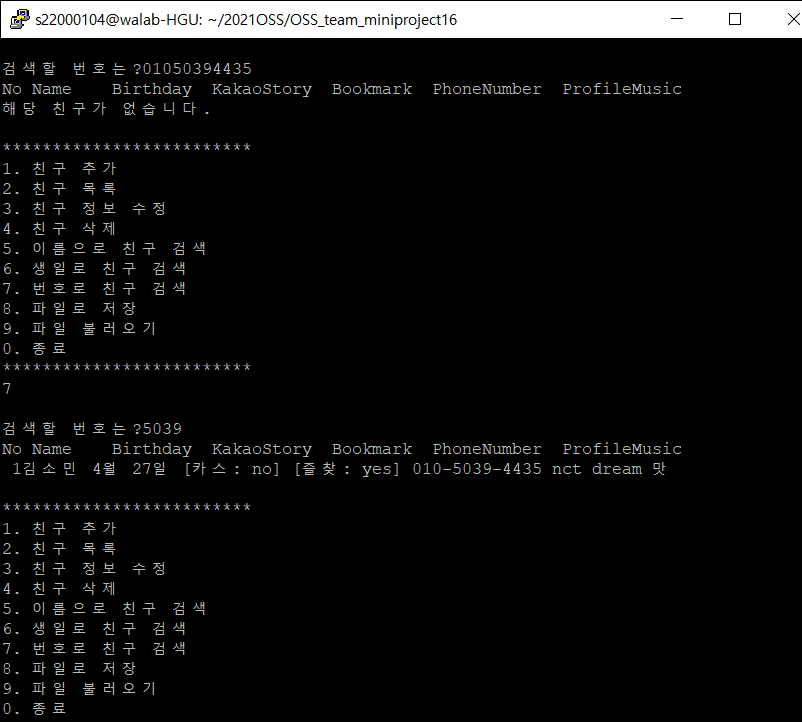 s22000104@walab-HGU: ~/2021OSS/OSS_team_miniproject16
검색할 번호는?01050394435
No Name    Birthday  KakaoStory  Bookmark  PhoneNumber  ProfileMusic
해당 친구가 없습니다.
*************************
1. 친구 추가
2. 친구 목록
3. 친구 정보 수정
4. 친구 삭제
5. 이름으로 친구 검색
6. 생일로 친구 검색
7. 번호로 친구 검색
8. 파일로 저장
9. 파일 불러오기
0. 종료
*************************
7
검색할 번호는?5039
No Name    Birthday  KakaoStory  Bookmark  PhoneNumber  ProfileMusic
 1김소민 4월  27일 [카스: no] [즐찾: yes] 010-5039-4435 nct dream 맛
*************************
1. 친구 추가
2. 친구 목록
3. 친구 정보 수정
4. 친구 삭제
5. 이름으로 친구 검색
6. 생일로 친구 검색
7. 번호로 친구 검색
8. 파일로 저장
9. 파일 불러오기
0. 종료